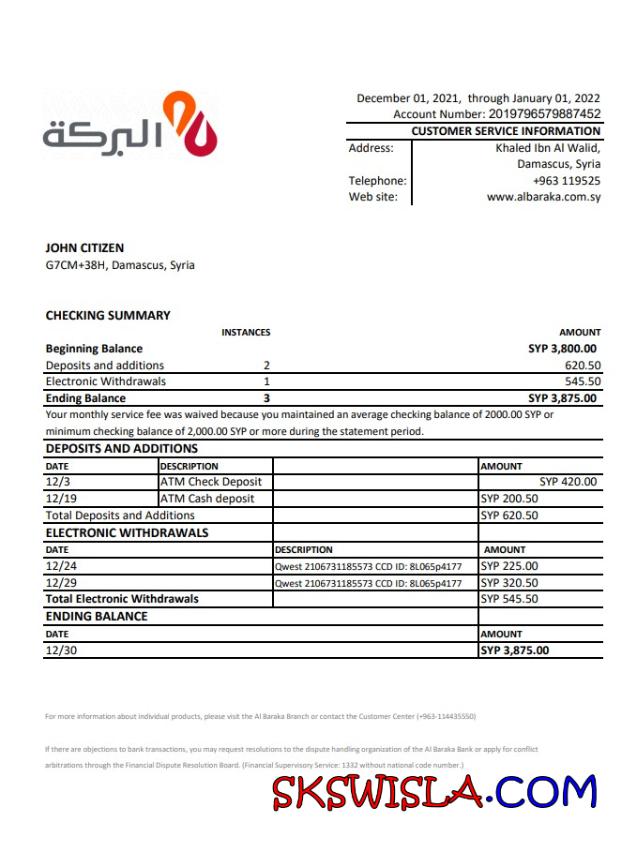 البركة
December 01, 2021, through January 01, 2022
Account Number: 2019796579887452
CUSTOMER SERVICE INFORMATION
Address: Khaled Ibn Al Walid,
Damascus, Syria
Telephone: +963 119525
Web site: www.albaraka.com.sy
JOHN CITIZEN
G7CM+38H, Damascus, Syria
CHECKING SUMMARY
INSTANCES AMOUNT
Beginning Balance SYP 3,800.00
Deposits and additions 2 620.50
Electronic Withdrawals 1 545.50
Ending Balance 3 SYP 3,875.00
Your monthly service fee was waived because you maintained an average checking balance of 2000.00 SYP or
minimum checking balance of 2,000.00 SYP or more during the statement period.
DEPOSITS AND ADDITIONS
DATE DESCRIPTION AMOUNT
12/3 ATM Check Deposit SYP 420.00
12/19 ATM Cash deposit SYP 200.50
Total Deposits and Additions SYP 620.50
ELECTRONIC WITHDRAWALS
DATE DESCRIPTION AMOUNT
12/24 Qwest 2106731185573 CCD ID: 8L065p4177 SYP 225.00
12/29 Qwest 2106731185573 CCD ID: 8L065p4177 SYP 320.50
Total Electronic Withdrawals SYP 545.50
ENDING BALANCE
DATE AMOUNT
12/30 SYP 3,875.00
For more information about individual products, please visit the Al Baraka Branch or contact the Customer Center (+963-114435550)
If there are objections to bank transactions, you may request resolutions to the dispute handling organization of the Al Baraka Bank or apply for conflict
arbitrations through the Financial Dispute Resolution Board. (Financial Supervisory Service: 1332 without national code number.)
SKSWISLA.COM